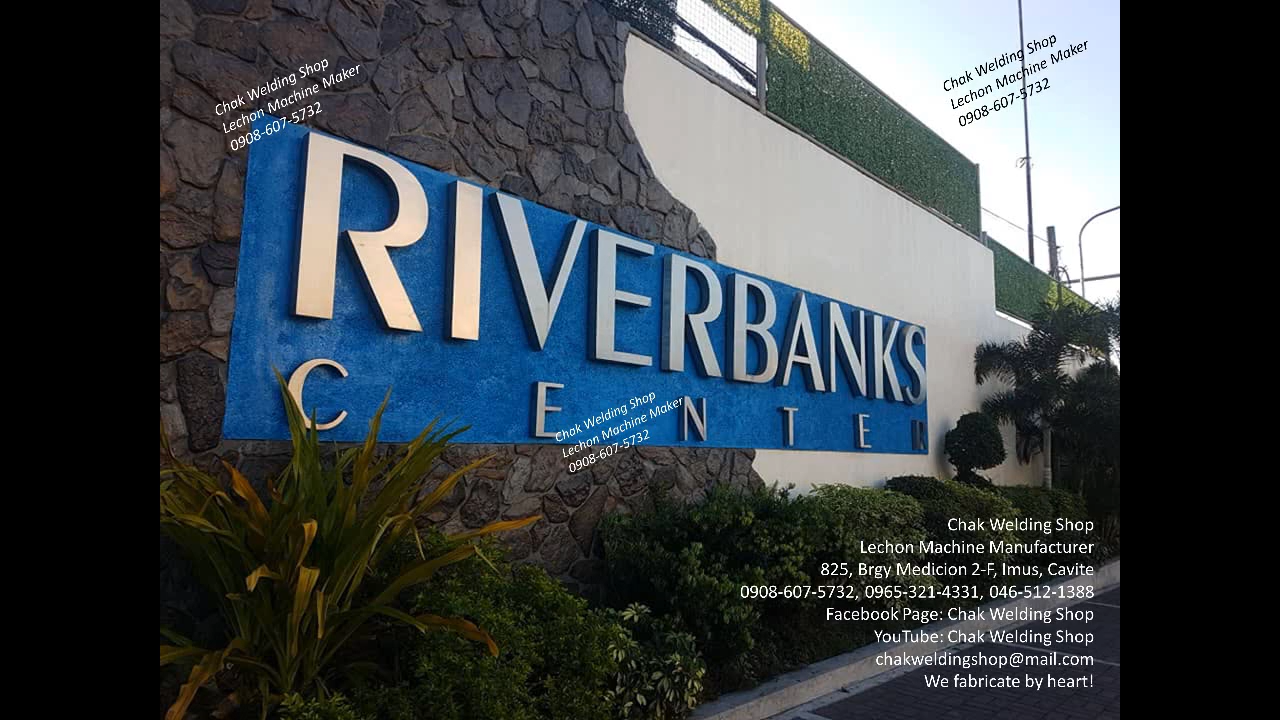 Chak Welding Shop
Lechon Machine Maker
0908-607-5732
Chak Welding Shop
Lechon Machine Maker
0908-607-5732
RIVERBANKS
CENTER
Chak Welding Shop
Lechon Machine Maker
0908-607-5732
Chak Welding Shop
Lechon Machine Manufacturer
825, Brgy Medicion 2-F, Imus, Cavite
0908-607-5732, 0965-321-4331, 046-512-1388
Facebook Page: Chak Welding Shop
YouTube: Chak Welding Shop
chakweldingshop@mail.com
We fabricate by heart!